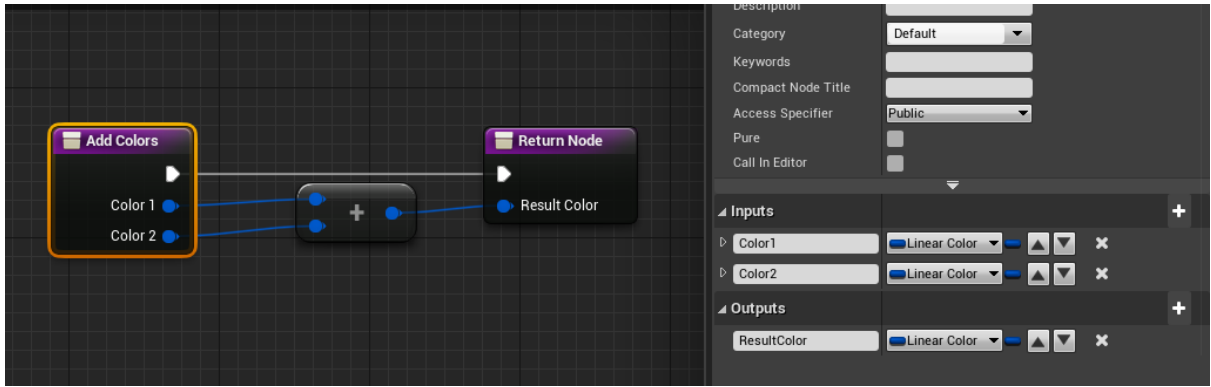 Add Colors
Color 1
Color 2
+
Return Node
Result Color
Description
Category Default
Keywords
Compact Node Title
Access Specifier Public
Pure
Call In Editor
Inputs +
Color1 Linear Color
Color2 Linear Color
Outputs +
ResultColor Linear Color